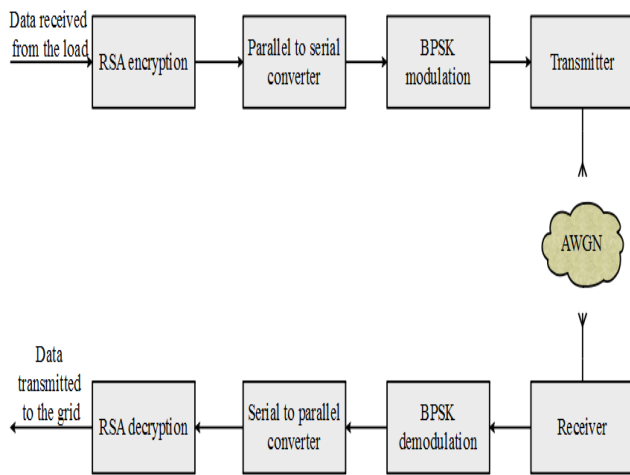 Data received
from the load
RSA encryption
Parallel to serial
converter
BPSK
modulation
Transmitter
AWGN
Data
transmitted
to the grid
RSA decryption
Serial to parallel
converter
BPSK
demodulation
Receiver